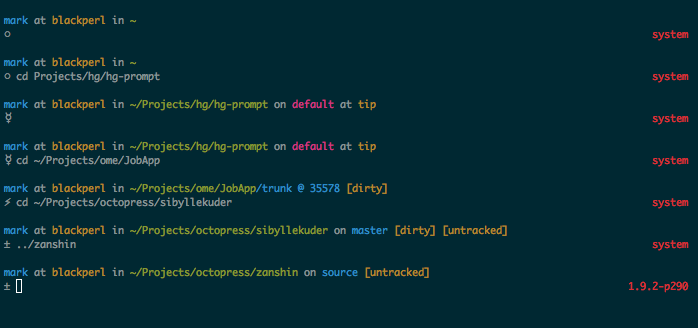 mark at blackperl in ~
○ system
mark at blackperl in ~
○ cd Projects/hg/hg-prompt system
mark at blackperl in ~/Projects/hg/hg-prompt on default at tip
☿ system
mark at blackperl in ~/Projects/hg/hg-prompt on default at tip
☿ cd ~/Projects/ome/JobApp system
mark at blackperl in ~/Projects/ome/JobApp/trunk @ 35578 [dirty]
⚡ cd ~/Projects/octopress/sibyllekuder system
mark at blackperl in ~/Projects/octopress/sibyllekuder on master [dirty] [untracked]
± ../zanshin system
mark at blackperl in ~/Projects/octopress/zanshin on source [untracked]
± 1.9.2-p290